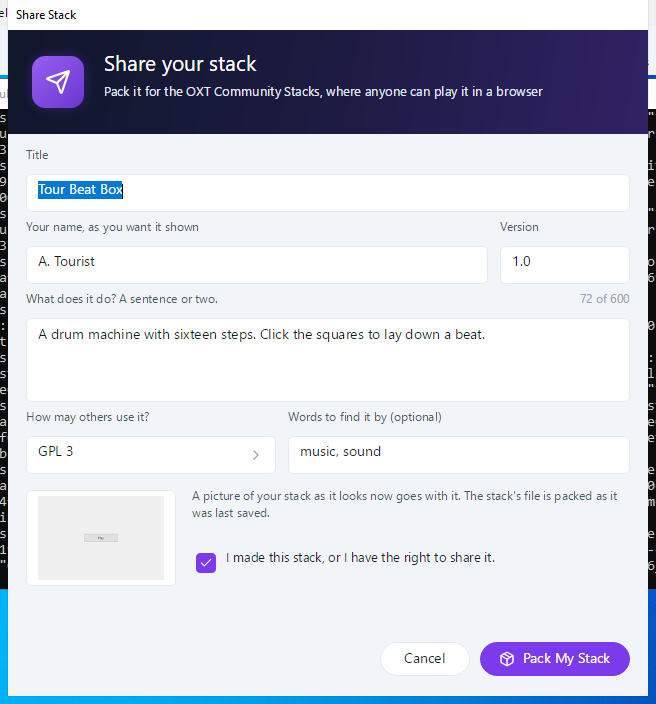 Share Stack
Share your stack
Pack it for the OXT Community Stacks, where anyone can play it in a browser
Title
Tour Beat Box
Your name, as you want it shown
Version
A. Tourist
1.0
What does it do? A sentence or two.
72 of 600
A drum machine with sixteen steps. Click the squares to lay down a beat.
How may others use it?
Words to find it by (optional)
GPL 3
music, sound
A picture of your stack as it looks now goes with it. The stack's file is packed as it
was last saved.
Play
I made this stack, or I have the right to share it.
Cancel
Pack My Stack